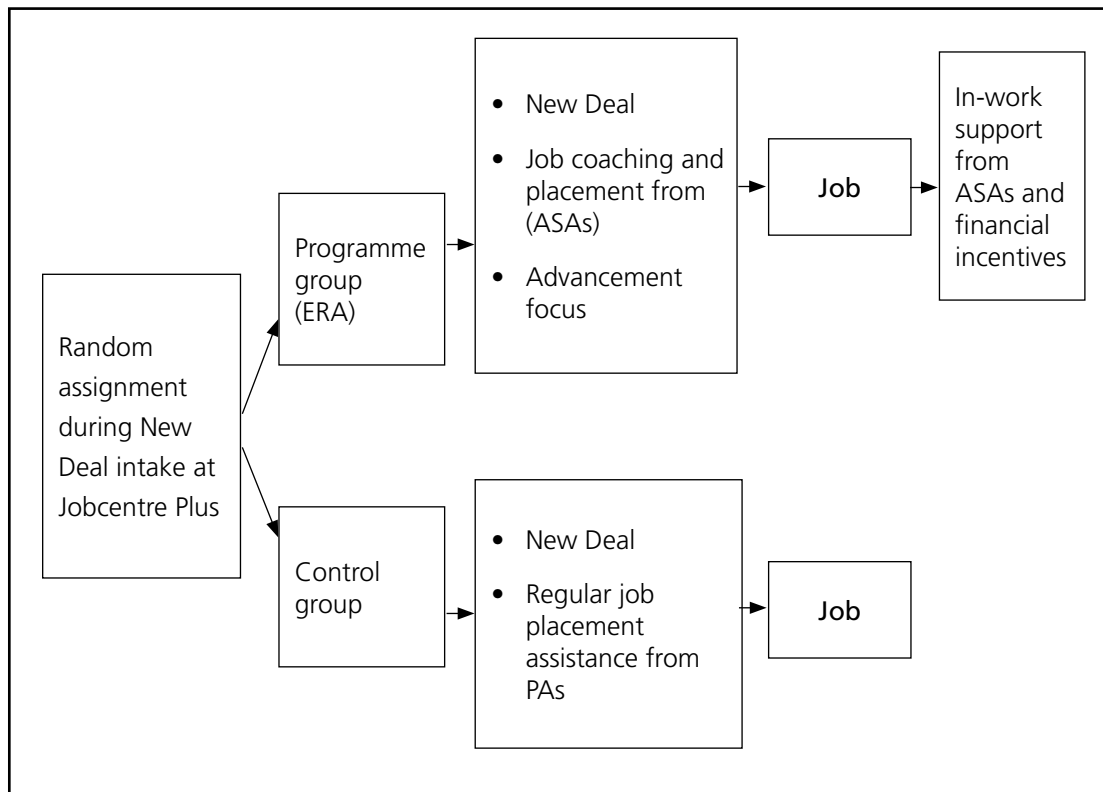 Random
assignment
during New
Deal intake at
Jobcentre Plus
Programme
group
(ERA)
• New Deal
• Job coaching and
placement from
(ASAs)
• Advancement
focus
Job
In-work
support
from
ASAs and
financial
incentives
Control
group
• New Deal
• Regular job
placement
assistance from
PAs
Job